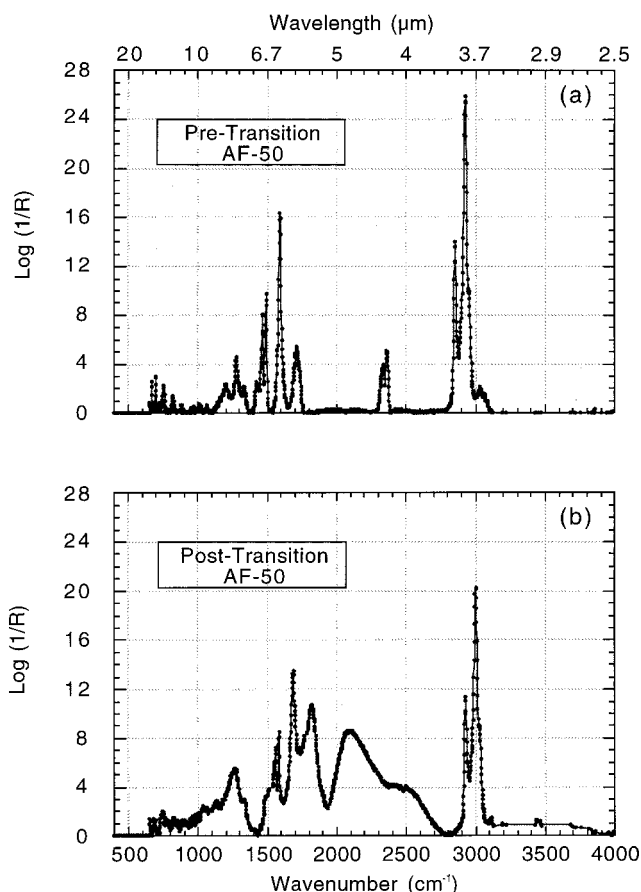 Wavelength (µm)
20 10 6.7 5 4 3.7 2.9 2.5
28
(a)
24
Pre-Transition
AF-50
20
16
Log (1/R)
12
8
4
0
28
(b)
24
Post-Transition
AF-50
20
16
Log (1/R)
12
8
4
0
500 1000 1500 2000 2500 3000 3500 4000
Wavenumber (cm⁻¹)